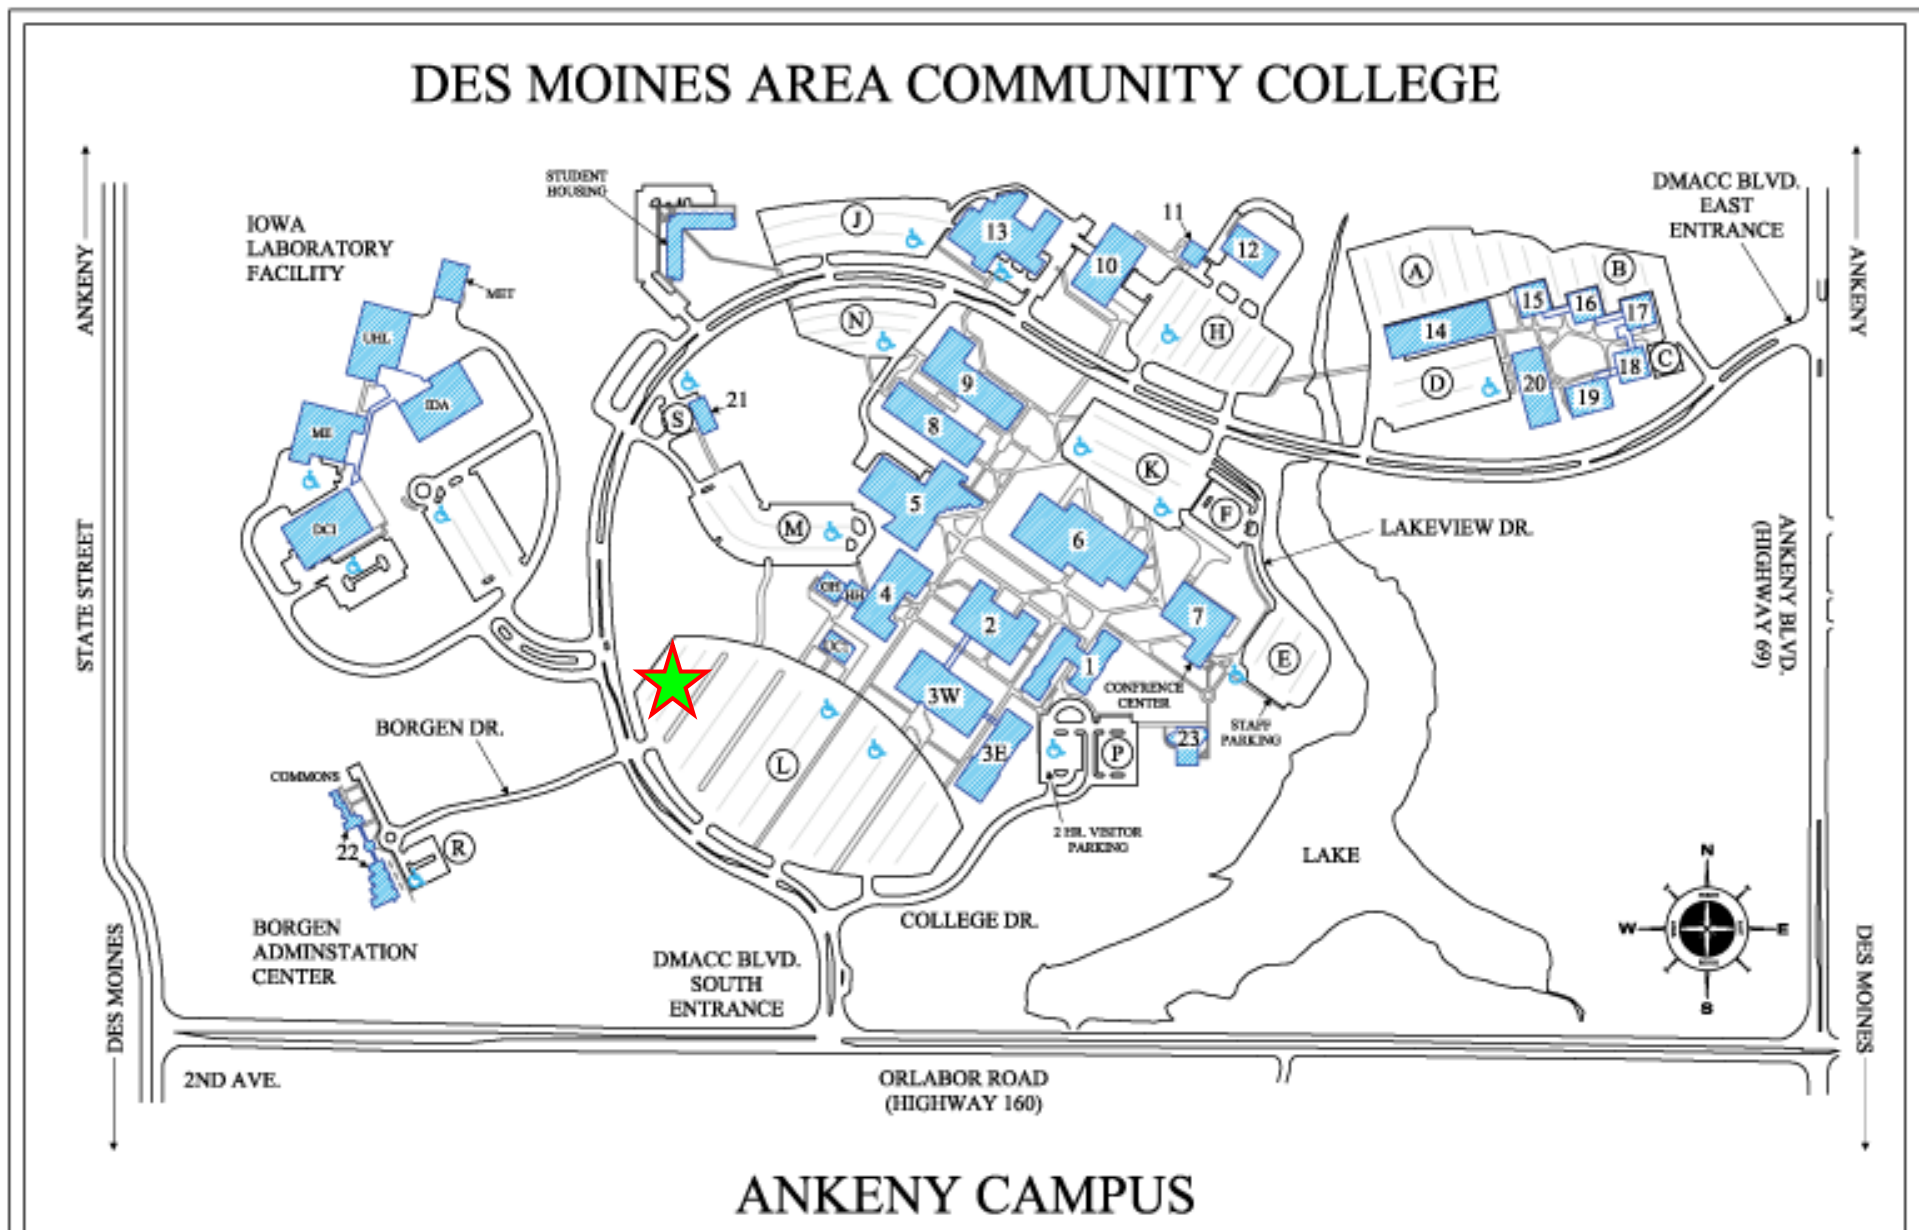 DES MOINES AREA COMMUNITY COLLEGE
ANKENY
STATE STREET
DES MOINES
IOWA
LABORATORY
FACILITY
MET
UHL
IDA
ME
DCI
STUDENT
HOUSING
J
13
10
11
12
H
N
9
8
5
21
S
M
K
F
6
LAKEVIEW DR.
A
B
14
15
16
17
18
C
D
20
19
DMACC BLVD.
EAST
ENTRANCE
ANKENY
ANKENY BLVD.
(HIGHWAY 69)
DES MOINES
OH
HH
4
2
1
7
E
CONFRENCE
CENTER
STAFF
PARKING
3W
3E
23
P
2 HR. VISITOR
PARKING
L
BORGEN DR.
COMMONS
22
R
BORGEN
ADMINSTATION
CENTER
COLLEGE DR.
DMACC BLVD.
SOUTH
ENTRANCE
LAKE
N
W
E
S
2ND AVE.
ORLABOR ROAD
(HIGHWAY 160)
ANKENY CAMPUS